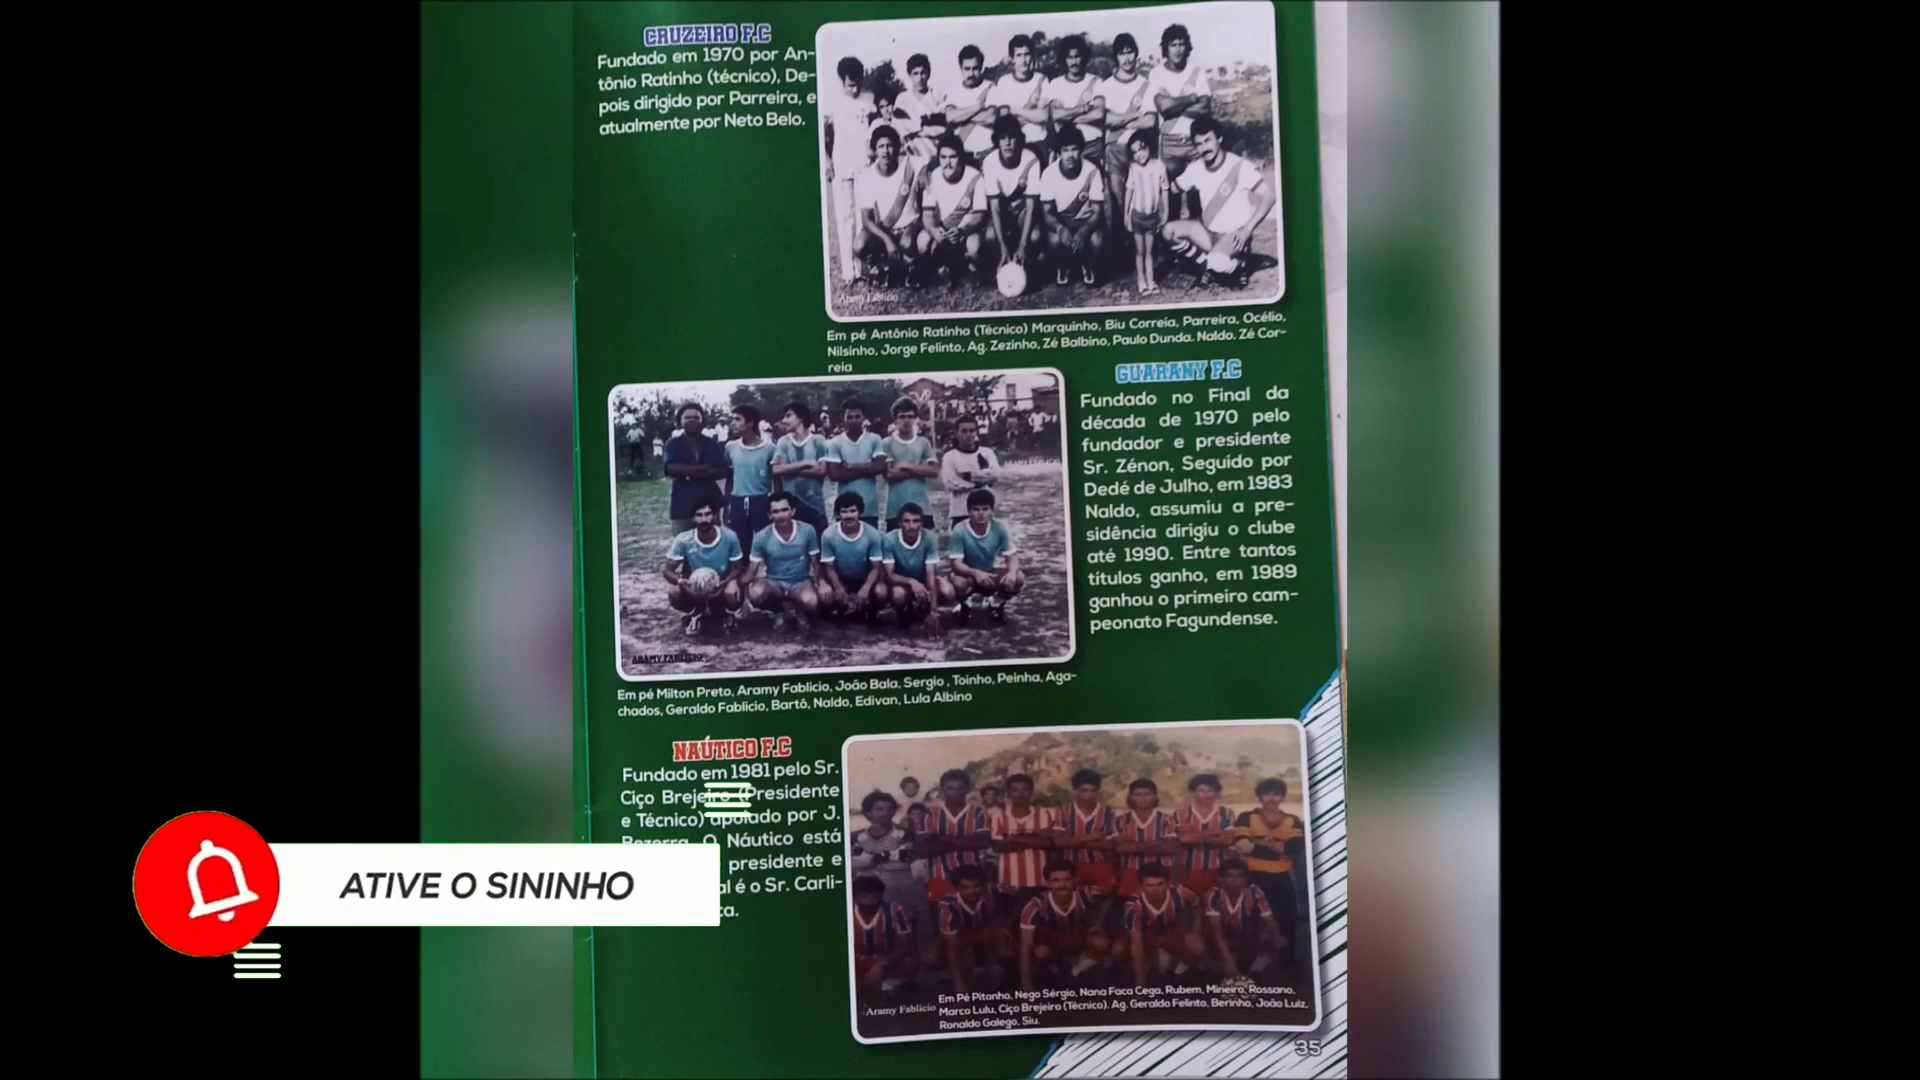 CRUZEIRO F.C
Fundado em 1970 por An-
tônio Ratinho (técnico), De-
pois dirigido por Parreira, e
atualmente por Neto Belo.
Aramy Fablicio
Em pé Antônio Ratinho (Técnico) Marquinho, Biu Correia, Parreira, Océlio,
Nilsinho, Jorge Felinto, Ag. Zezinho, Zé Balbino, Paulo Dunda. Naldo. Zé Cor-
reia
GUARANY F.C
Fundado no Final da
década de 1970 pelo
fundador e presidente
Sr. Zénon, Seguido por
Dedé de Julho, em 1983
Naldo, assumiu a pre-
sidência dirigiu o clube
até 1990. Entre tantos
títulos ganho, em 1989
ganhou o primeiro cam-
peonato Fagundense.
ARAMY FABLICIO
ARAMY FABLICIO
Em pé Milton Preto, Aramy Fablicio, João Bala, Sergio , Toinho, Peinha, Aga-
chados, Geraldo Fablicio, Bartô, Naldo, Edivan, Lula Albino
NAÚTICO F.C
Fundado em 1981 pelo Sr.
Ciço Brejeiro (Presidente
e Técnico) apoiado por J.
Bezerra. O Náutico está
presidente e
é o Sr. Carli-
Aramy Fablicio
Em Pé Pitonho, Nego Sérgio, Nana Faca Cega, Rubem, Mineiro, Rossano,
Marco Lulu, Ciço Brejeiro (Técnico). Ag. Geraldo Felinto, Berinho, João Luiz,
Ronaldo Galego, Siu.
35
ATIVE O SININHO